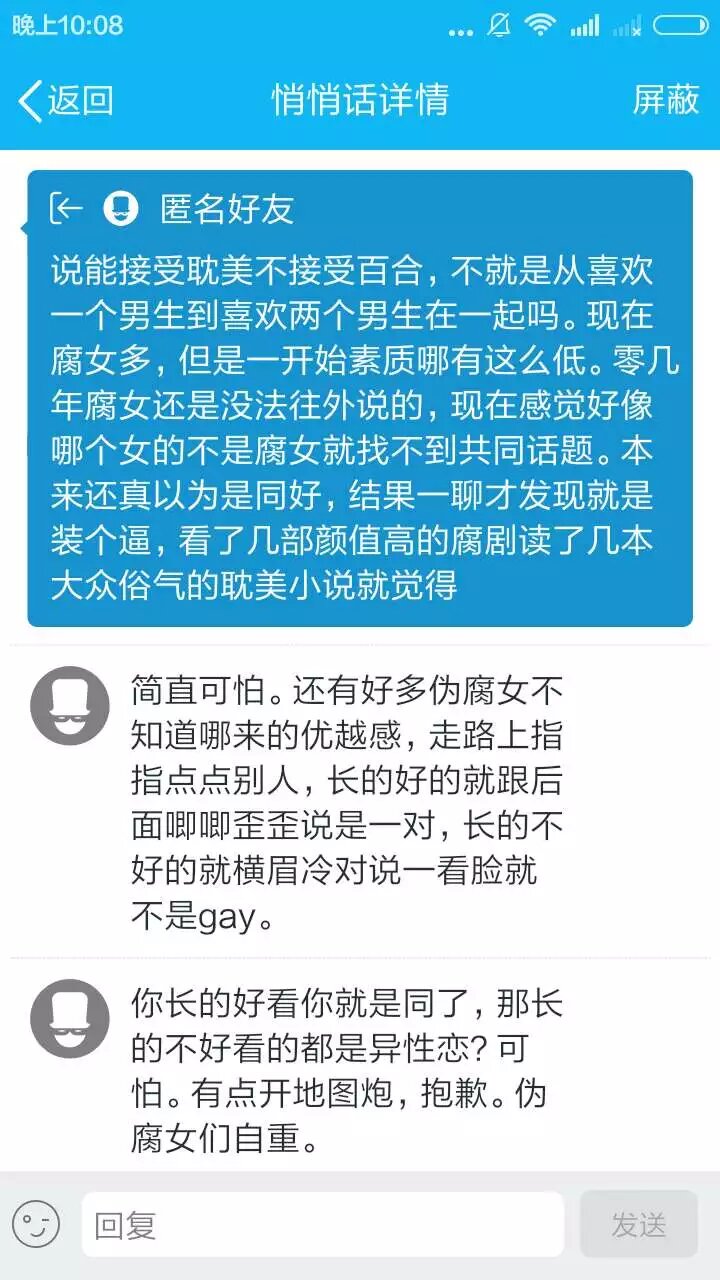 晚上10:08
返回
悄悄话详情
屏蔽
匿名好友
说能接受耽美不接受百合，不就是从喜欢
一个男生到喜欢两个男生在一起吗。现在
腐女多，但是一开始素质哪有这么低。零几
年腐女还是没法往外说的，现在感觉好像
哪个女的不是腐女就找不到共同话题。本
来还真以为是同好，结果一聊才发现就是
装个逼，看了几部颜值高的腐剧读了几本
大众俗气的耽美小说就觉得
简直可怕。还有好多伪腐女不
知道哪来的优越感，走路上指
指点点别人，长的好的就跟后
面唧唧歪歪说是一对，长的不
好的就横眉冷对说一看脸就
不是gay。
你长的好看你就是同了，那长
的不好看的都是异性恋？可
怕。有点开地图炮，抱歉。伪
腐女们自重。
回复
发送